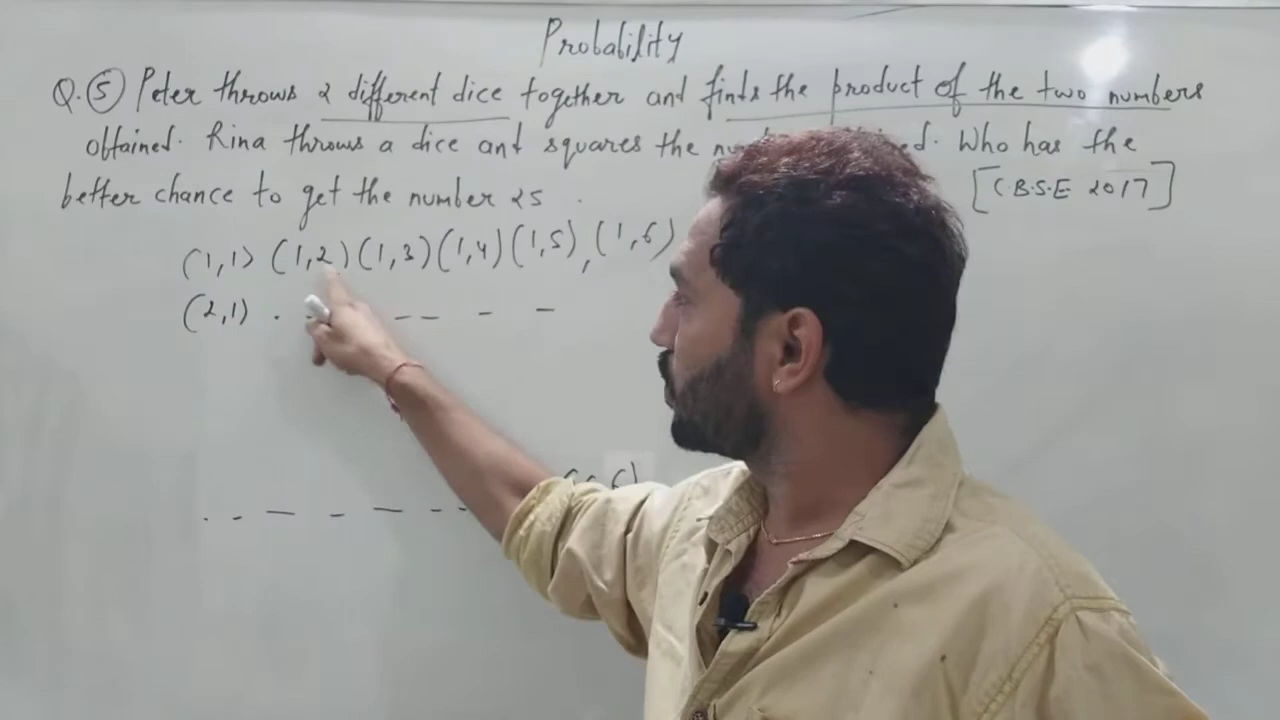 Probability
Q. 5 Peter throws 2 different dice together and finds the product of the two numbers
obtained. Rina throws a dice and squares the ed. Who has the
better chance to get the number 25 .
[C.B.S.E 2017]
(1,1) (1,2) (1,3) (1,4) (1,5), (1,6)
(2,1) . - -- - -
6)
..- — - — --